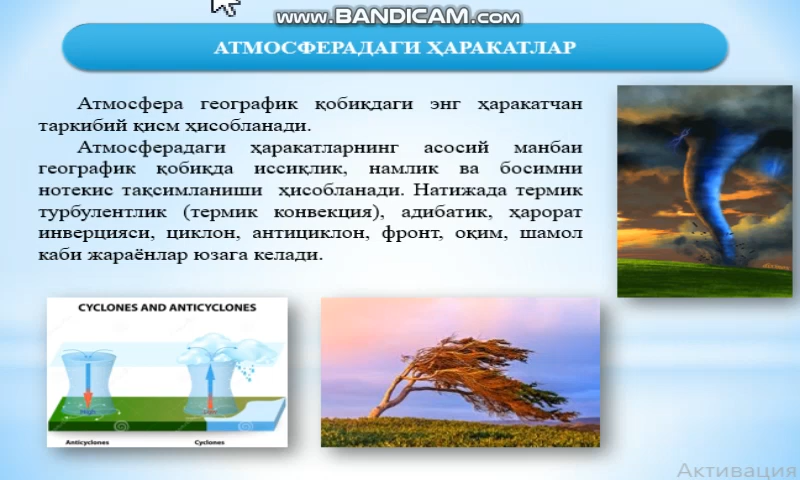 www.BANDICAM.com
АТМОСФЕРАДАГИ ҲАРАКАТЛАР
Атмосфера географик қобиқдаги энг ҳаракатчан
таркибий қисм ҳисобланади.
Атмосферадаги ҳаракатларнинг асосий манбаи
географик қобиқда иссиқлик, намлик ва босимни
нотекис тақсимланиши ҳисобланади. Натижада термик
турбулентлик (термик конвекция), адибатик, ҳарорат
инверцияси, циклон, антициклон, фронт, оқим, шамол
каби жараёнлар юзага келади.
CYCLONES AND ANTICYCLONES
Anticyclones
Cyclones
Активация